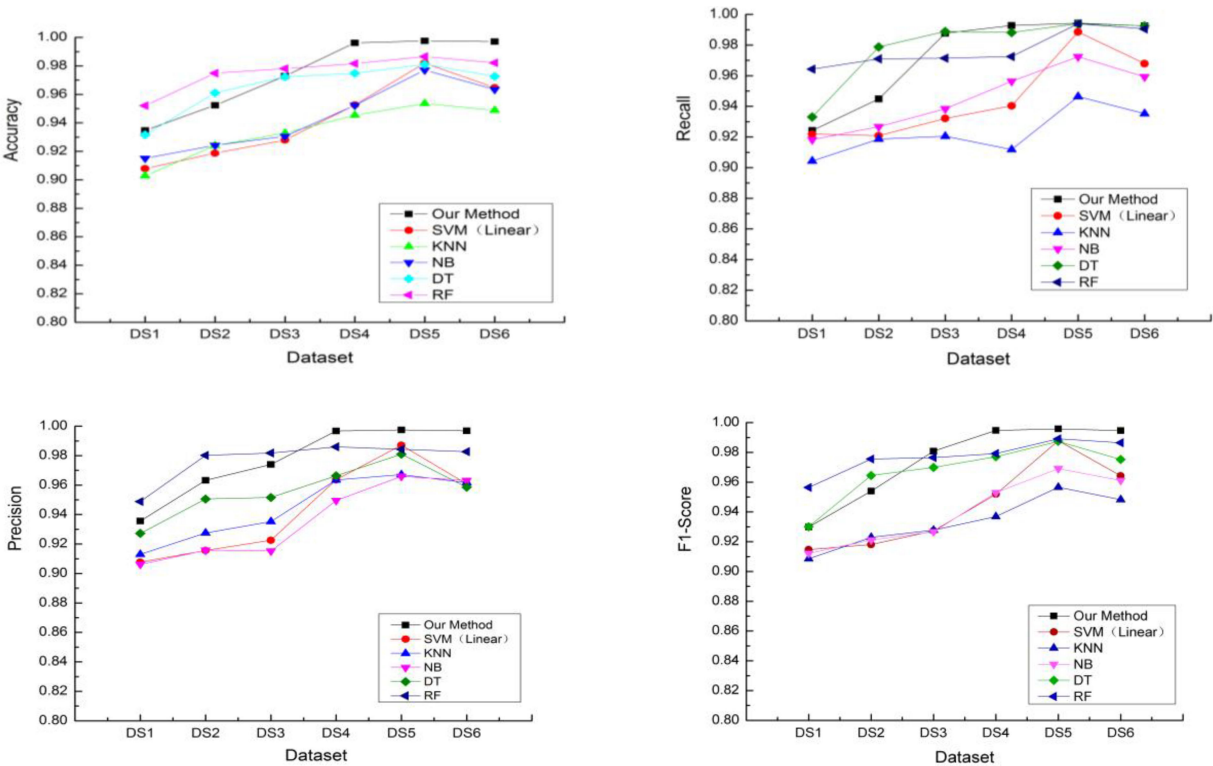 1.00
0.98
0.96
0.94
0.92
0.90
0.88
0.86
0.84
0.82
0.80
Accuracy
Our Method
SVM（Linear）
KNN
NB
DT
RF
DS1 DS2 DS3 DS4 DS5 DS6
Dataset
1.00
0.98
0.96
0.94
0.92
0.90
0.88
0.86
0.84
0.82
0.80
Recall
Our Method
SVM（Linear）
KNN
NB
DT
RF
DS1 DS2 DS3 DS4 DS5 DS6
Dataset
1.00
0.98
0.96
0.94
0.92
0.90
0.88
0.86
0.84
0.82
0.80
Precision
Our Method
SVM（Linear）
KNN
NB
DT
RF
DS1 DS2 DS3 DS4 DS5 DS6
Dataset
1.00
0.98
0.96
0.94
0.92
0.90
0.88
0.86
0.84
0.82
0.80
F1-Score
Our Method
SVM（Linear）
KNN
NB
DT
RF
DS1 DS2 DS3 DS4 DS5 DS6
Dataset